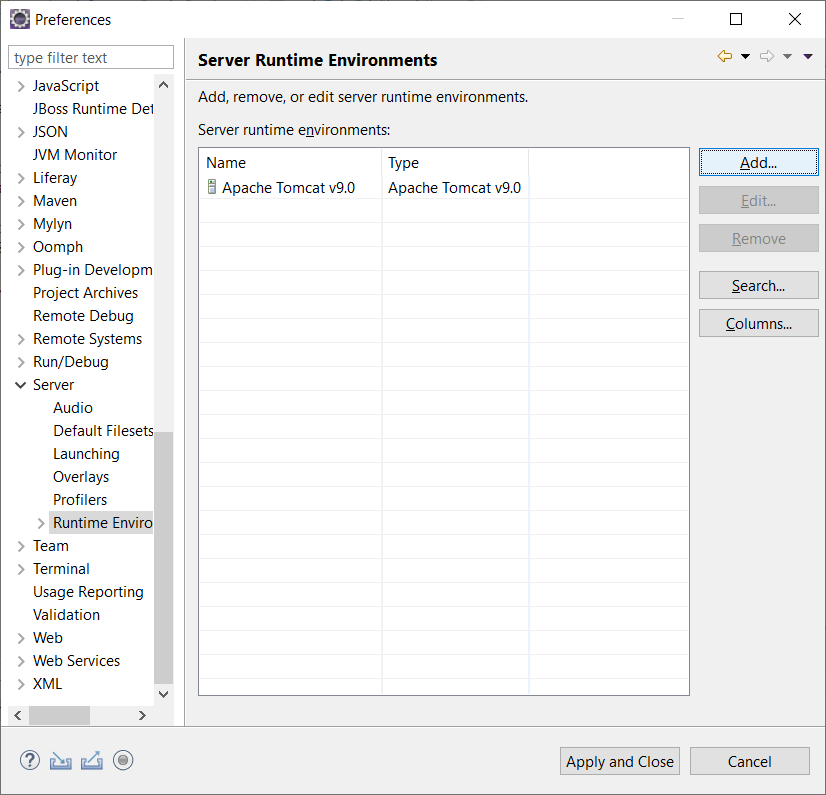 Preferences
type filter text
JavaScript
JBoss Runtime Det
JSON
JVM Monitor
Liferay
Maven
Mylyn
Oomph
Plug-in Developm
Project Archives
Remote Debug
Remote Systems
Run/Debug
Server
Audio
Default Filesets
Launching
Overlays
Profilers
Runtime Enviro
Team
Terminal
Usage Reporting
Validation
Web
Web Services
XML
Server Runtime Environments
Add, remove, or edit server runtime environments.
Server runtime environments:
Name Type
Apache Tomcat v9.0 Apache Tomcat v9.0
Add...
Edit...
Remove
Search...
Columns...
Apply and Close Cancel